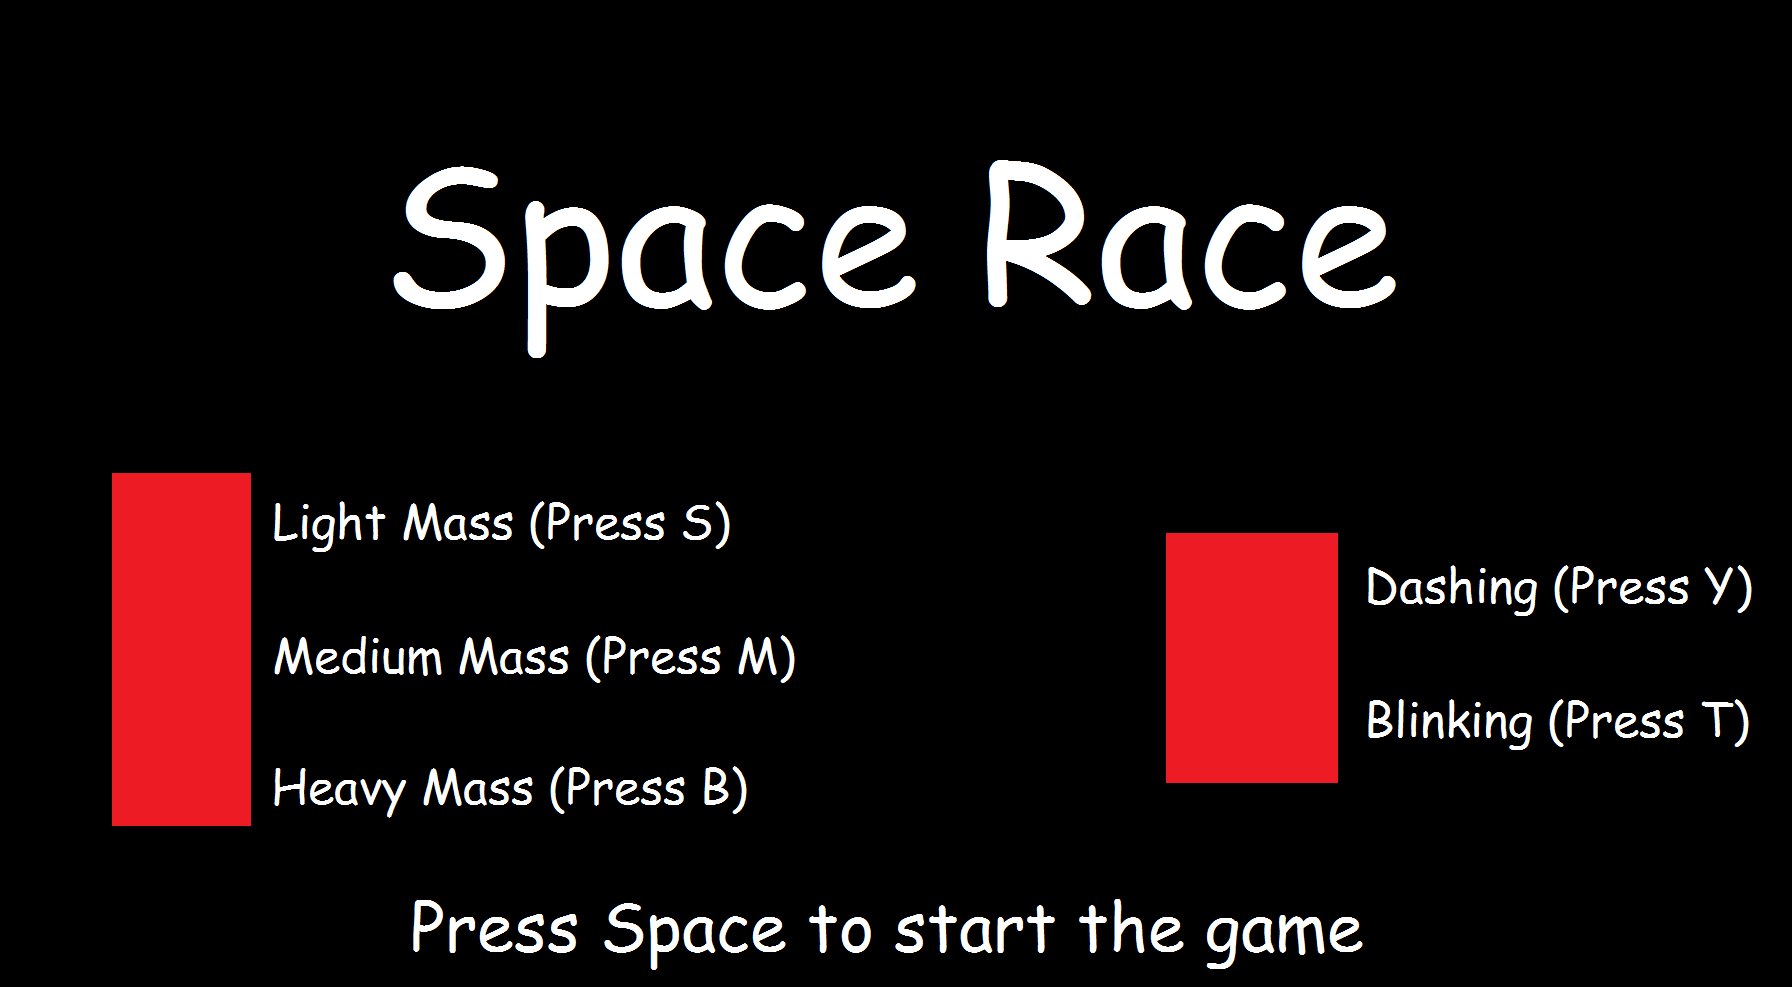 Space Race
Light Mass (Press S)
Medium Mass (Press M)
Heavy Mass (Press B)
Dashing (Press Y)
Blinking (Press T)
Press Space to start the game